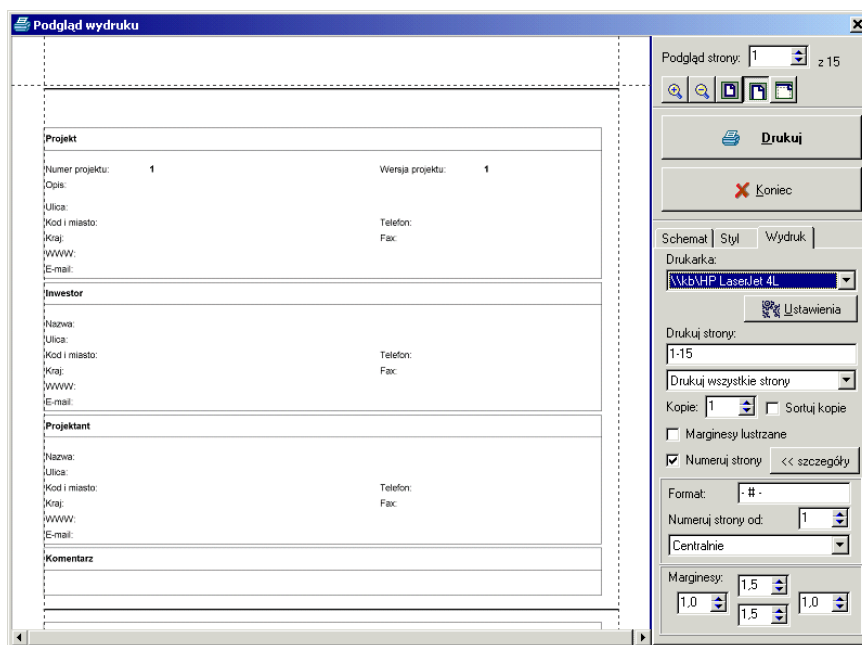 Podgląd wydruku
Projekt
Numer projektu: 1 Wersja projektu: 1
Opis:
Ulica:
Kod i miasto: Telefon:
Kraj: Fax:
WWW:
E-mail:
Inwestor
Nazwa:
Ulica:
Kod i miasto: Telefon:
Kraj: Fax:
WWW:
E-mail:
Projektant
Nazwa:
Ulica:
Kod i miasto: Telefon:
Kraj: Fax:
WWW:
E-mail:
Komentarz
Podgląd strony: 1 z 15
Drukuj
Koniec
Schemat Styl Wydruk
Drukarka:
\\kb\HP LaserJet 4L
Ustawienia
Drukuj strony:
1-15
Drukuj wszystkie strony
Kopie: 1 Sortuj kopie
Marginesy lustrzane
Numeruj strony << szczegóły
Format: - # -
Numeruj strony od: 1
Centralnie
Marginesy:
1,5
1,0 1,0
1,5